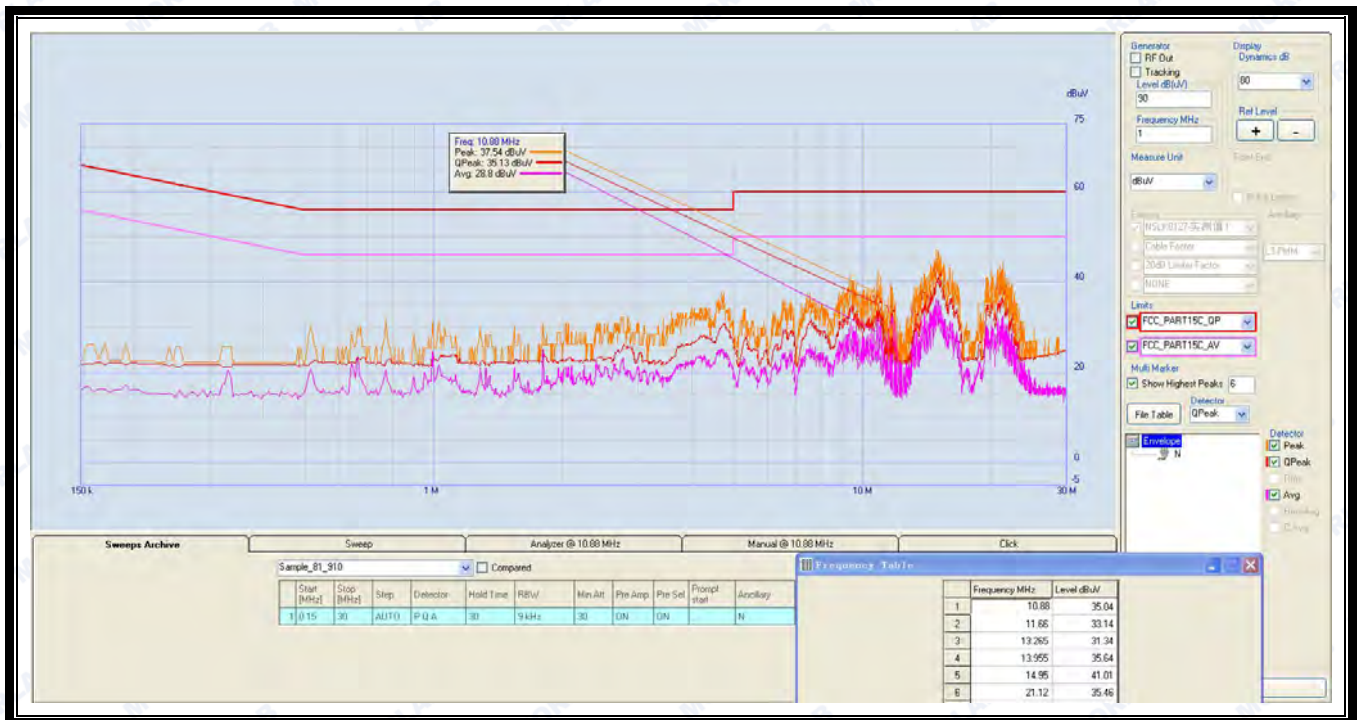 Generator
RF Out
Tracking
Level dB(uV)
90
Frequency MHz
1
Display
Dynamics dB
80
Ref Level
+ -
Measure Unit
dBuV
Cable Factor
20dB Limiter Factor
NONE
Limits
FCC_PART15C_QP
FCC_PART15C_AV
Multi Marker
Show Highest Peaks 6
File Table
Detector
QPeak
Envelope
N
Detector
Peak
QPeak
Avg
C.Avg
dBuV
75
60
40
20
0
-5
Freq: 10.88 MHz
Peak: 37.54 dBuV
QPeak: 35.13 dBuV
Avg: 28.8 dBuV
150 k 1 M 10 M 30 M
Sweeps Archive Sweep Analyzer @ 10.88 MHz Manual @ 10.88 MHz Click
Sample_81_910 Compared
Start [MHz] Stop [MHz] Step Detector Hold Time RBW Min Att Pre Amp Pre Sel Prompt start Ancillary
1 0.15 30 AUTO P Q A 30 9 kHz 30 ON ON N
Frequency Table
Frequency MHz Level dBuV
1 10.88 35.04
2 11.66 33.14
3 13.265 31.34
4 13.955 35.64
5 14.95 41.01
6 21.12 35.46